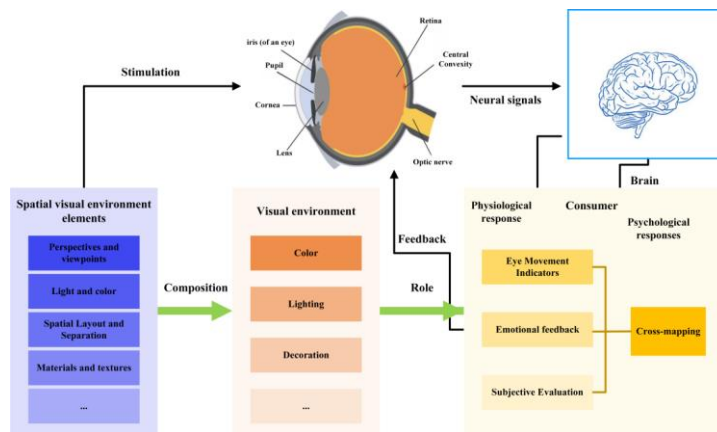 Retina
iris (of an eye)
Central
Convexity
Pupil
Stimulation
Neural signals
Cornea
Lens
Optic nerve
Brain
Spatial visual environment
elements
Perspectives and
viewpoints
Light and color
Spatial Layout and
Separation
Materials and textures
...
Composition
Visual environment
Color
Lighting
Decoration
...
Feedback
Role
Physiological
response
Consumer
Psychological
responses
Eye Movement
Indicators
Emotional feedback
Subjective Evaluation
Cross-mapping